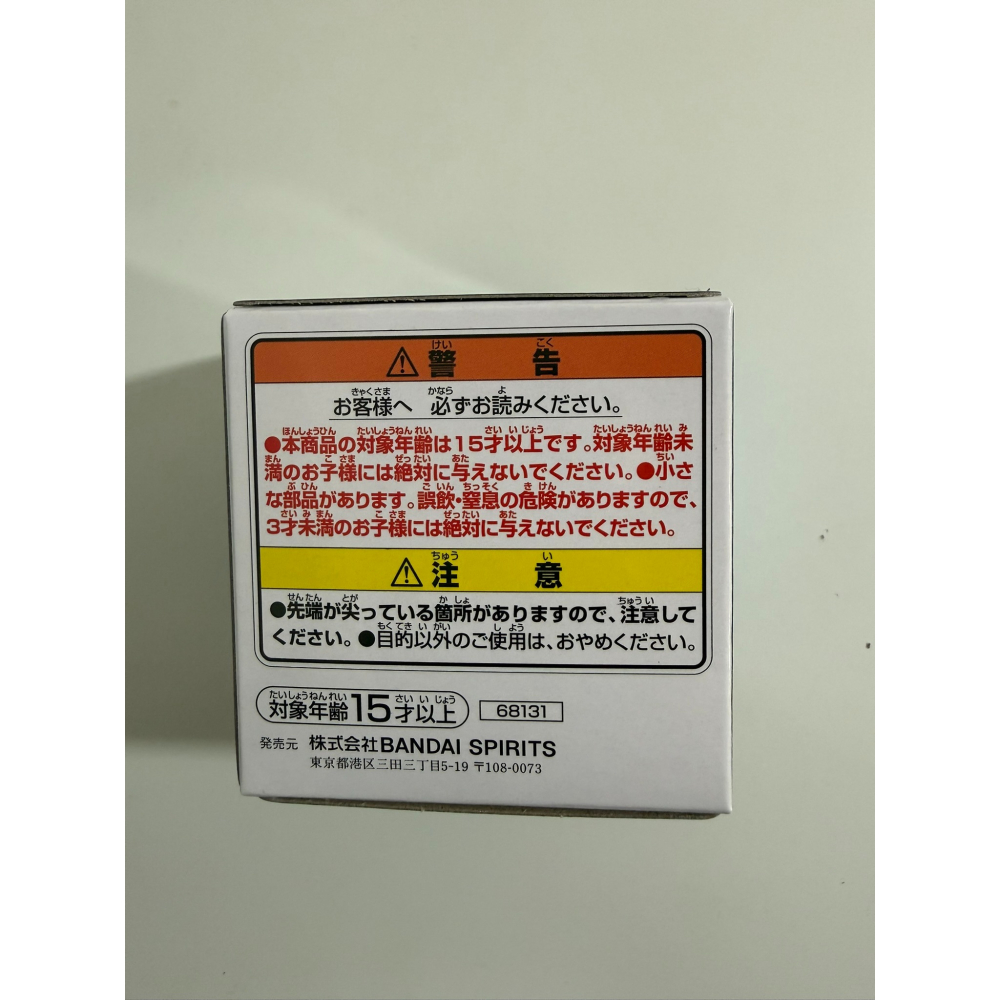 ⚠警告
お客様へ 必ずお読みください。
●本商品の対象年齢は15才以上です。対象年齢未
満のお子様には絶対に与えないでください。●小さ
な部品があります。誤飲・窒息の危険がありますので、
3才未満のお子様には絶対に与えないでください。
⚠注意
●先端が尖っている箇所がありますので、注意して
ください。●目的以外のご使用は、おやめください。
対象年齢15才以上 68131
発売元 株式会社BANDAI SPIRITS
東京都港区三田三丁目5-19 〒108-0073